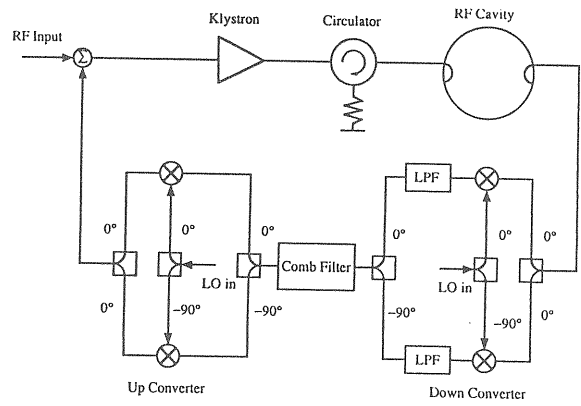 Klystron
Circulator
RF Cavity
RF Input
Σ
LPF
0°
0°
0°
0°
0°
0°
LO in
Comb Filter
LO in
0°
−90°
−90°
−90°
−90°
0°
LPF
Up Converter
Down Converter